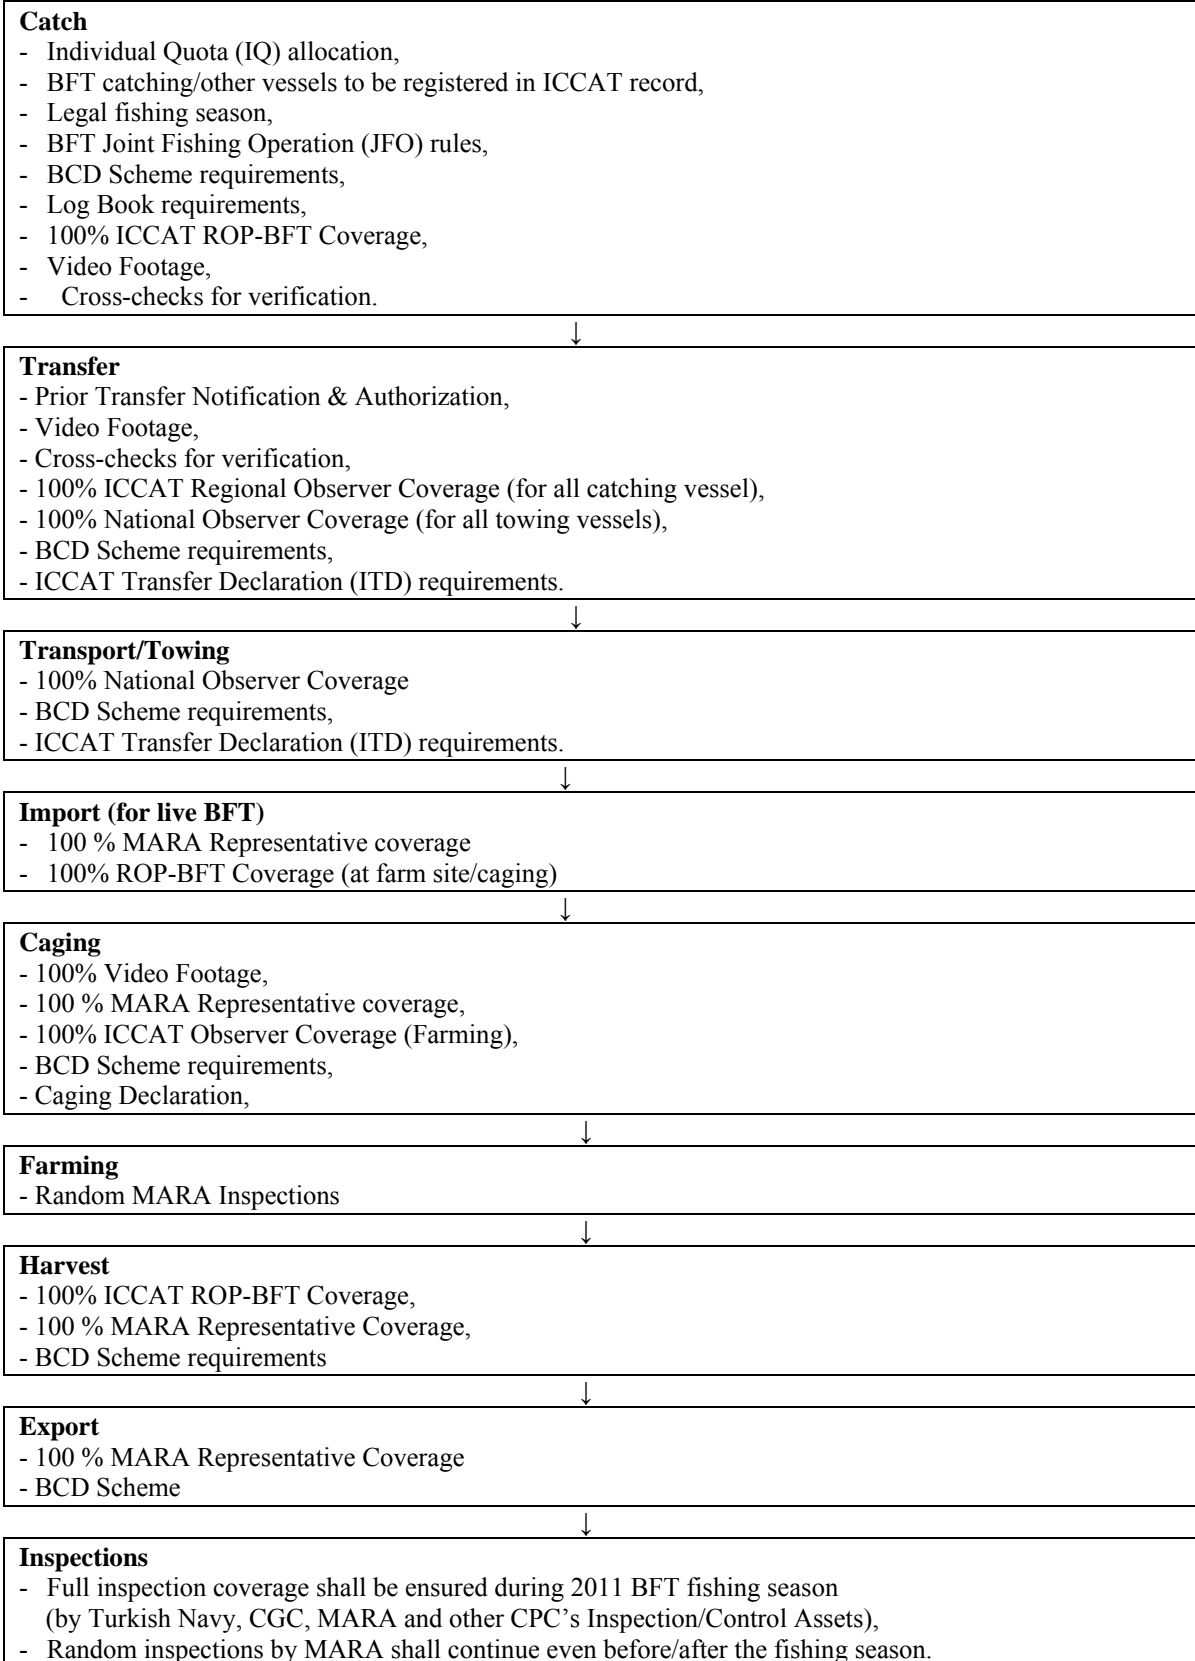 Catch
- Individual Quota (IQ) allocation,
- BFT catching/other vessels to be registered in ICCAT record,
- Legal fishing season,
- BFT Joint Fishing Operation (JFO) rules,
- BCD Scheme requirements,
- Log Book requirements,
- 100% ICCAT ROP-BFT Coverage,
- Video Footage,
- Cross-checks for verification.
↓
Transfer
- Prior Transfer Notification & Authorization,
- Video Footage,
- Cross-checks for verification,
- 100% ICCAT Regional Observer Coverage (for all catching vessel),
- 100% National Observer Coverage (for all towing vessels),
- BCD Scheme requirements,
- ICCAT Transfer Declaration (ITD) requirements.
↓
Transport/Towing
- 100% National Observer Coverage
- BCD Scheme requirements,
- ICCAT Transfer Declaration (ITD) requirements.
↓
Import (for live BFT)
- 100 % MARA Representative coverage
- 100% ROP-BFT Coverage (at farm site/caging)
↓
Caging
- 100% Video Footage,
- 100 % MARA Representative coverage,
- 100% ICCAT Observer Coverage (Farming),
- BCD Scheme requirements,
- Caging Declaration,
↓
Farming
- Random MARA Inspections
↓
Harvest
- 100% ICCAT ROP-BFT Coverage,
- 100 % MARA Representative Coverage,
- BCD Scheme requirements
↓
Export
- 100 % MARA Representative Coverage
- BCD Scheme
↓
Inspections
- Full inspection coverage shall be ensured during 2011 BFT fishing season
(by Turkish Navy, CGC, MARA and other CPC’s Inspection/Control Assets),
- Random inspections by MARA shall continue even before/after the fishing season.